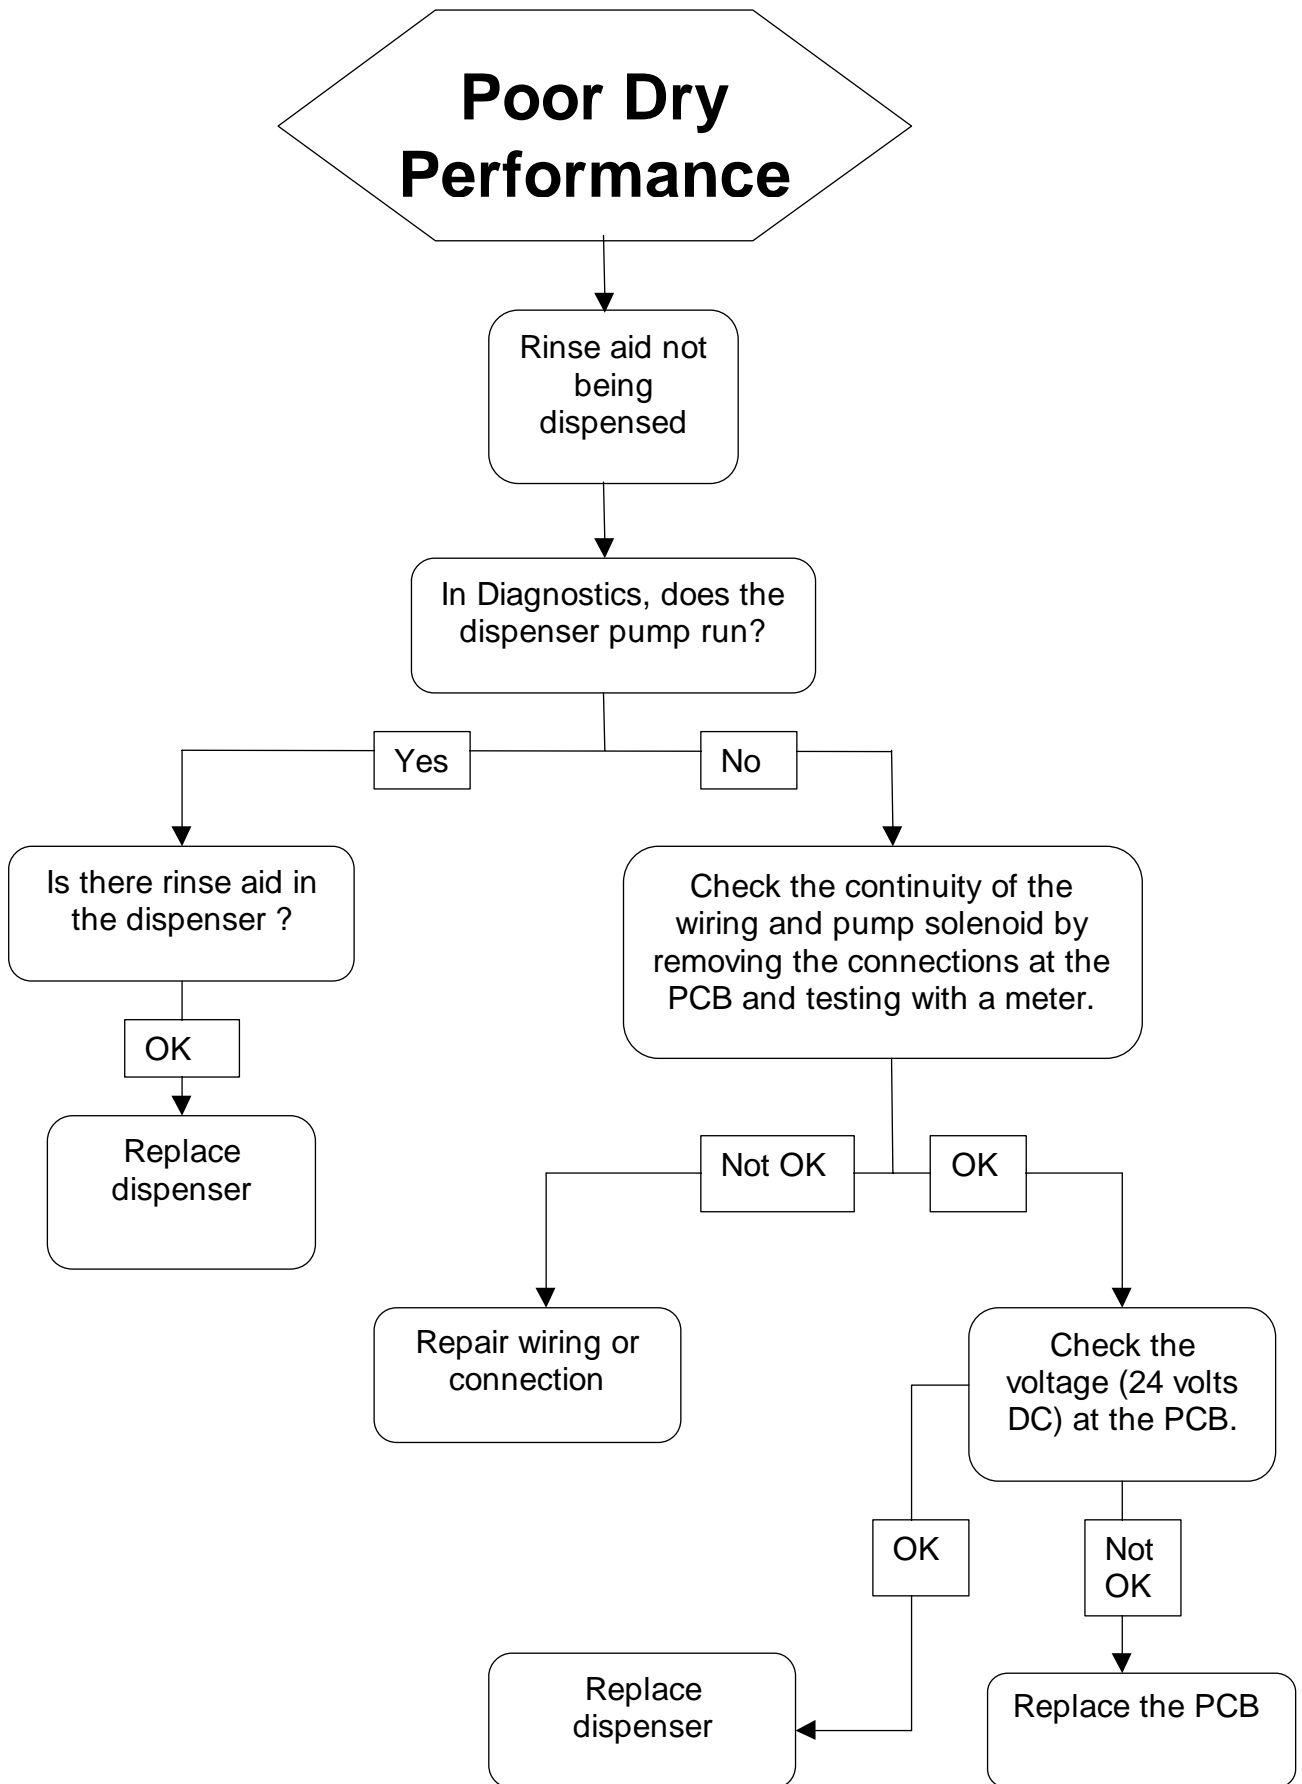 Poor Dry
Performance
Rinse aid not
being
dispensed
In Diagnostics, does the
dispenser pump run?
Yes
No
Is there rinse aid in
the dispenser ?
Check the continuity of the
wiring and pump solenoid by
removing the connections at the
PCB and testing with a meter.
OK
Replace
dispenser
Not OK
OK
Repair wiring or
connection
Check the
voltage (24 volts
DC) at the PCB.
OK
Not
OK
Replace
dispenser
Replace the PCB